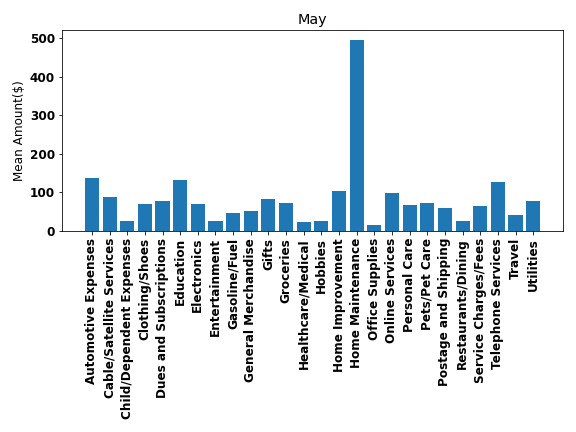 May
Mean Amount($)
500
400
300
200
100
0
Automotive Expenses
Cable/Satellite Services
Child/Dependent Expenses
Clothing/Shoes
Dues and Subscriptions
Education
Electronics
Entertainment
Gasoline/Fuel
General Merchandise
Gifts
Groceries
Healthcare/Medical
Hobbies
Home Improvement
Home Maintenance
Office Supplies
Online Services
Personal Care
Pets/Pet Care
Postage and Shipping
Restaurants/Dining
Service Charges/Fees
Telephone Services
Travel
Utilities